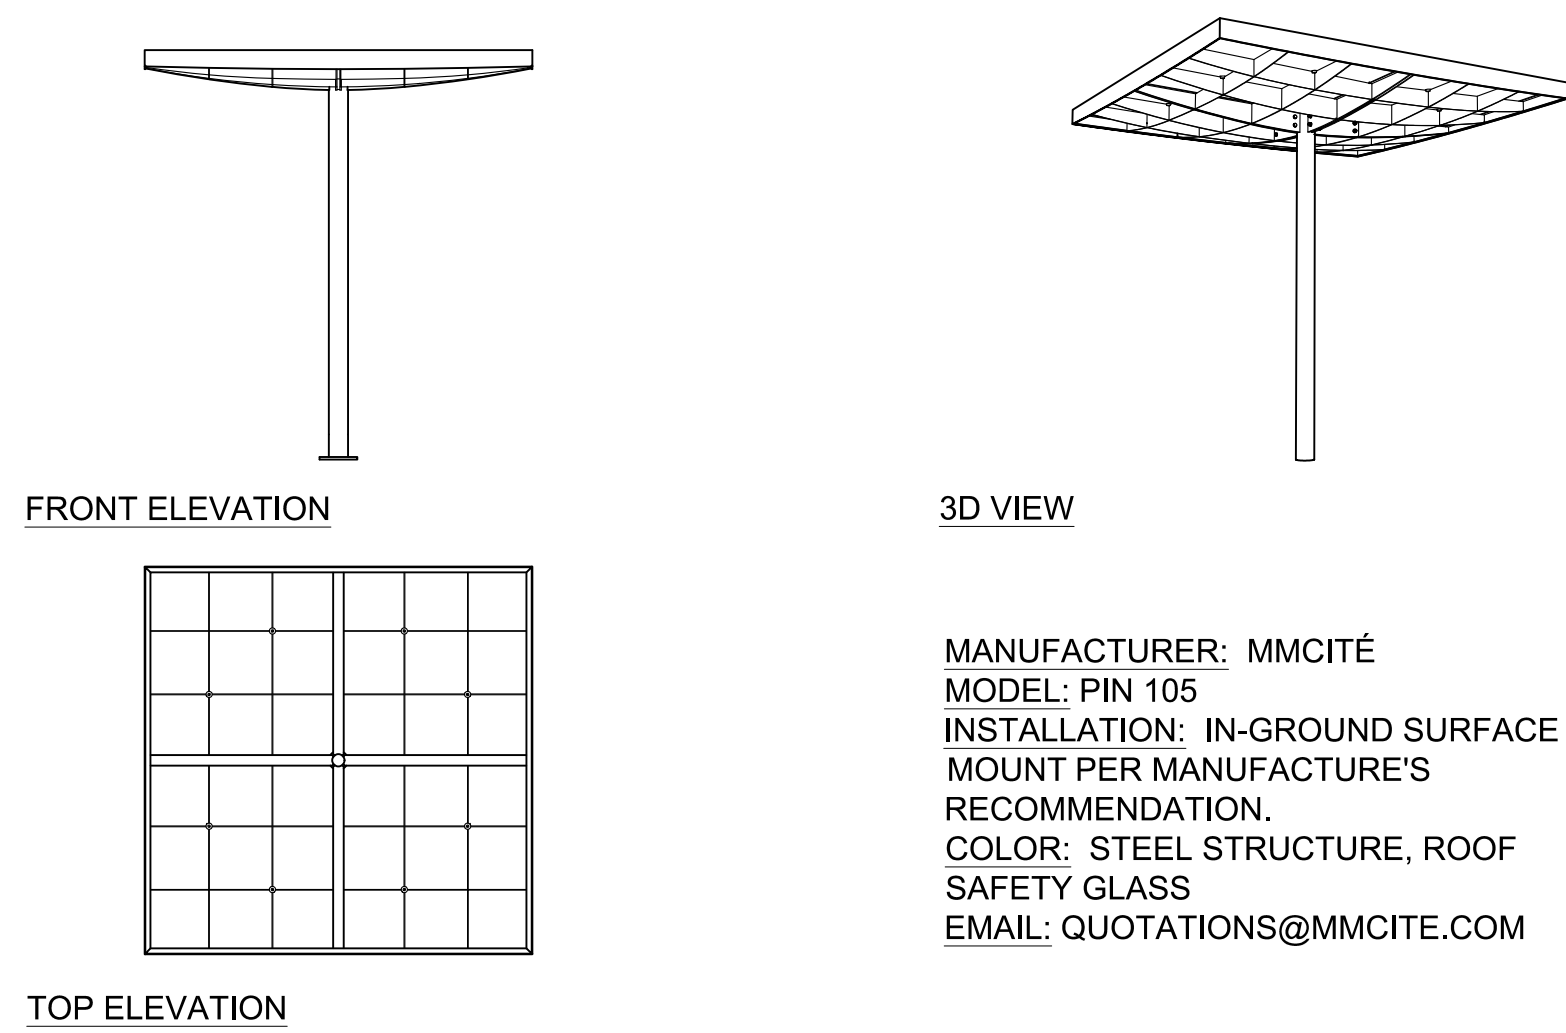 FRONT ELEVATION
3D VIEW
MANUFACTURER: MMCITÉ
MODEL: PIN 105
INSTALLATION: IN-GROUND SURFACE
MOUNT PER MANUFACTURE'S
RECOMMENDATION.
COLOR: STEEL STRUCTURE, ROOF
SAFETY GLASS
EMAIL: QUOTATIONS@MMCITE.COM
TOP ELEVATION